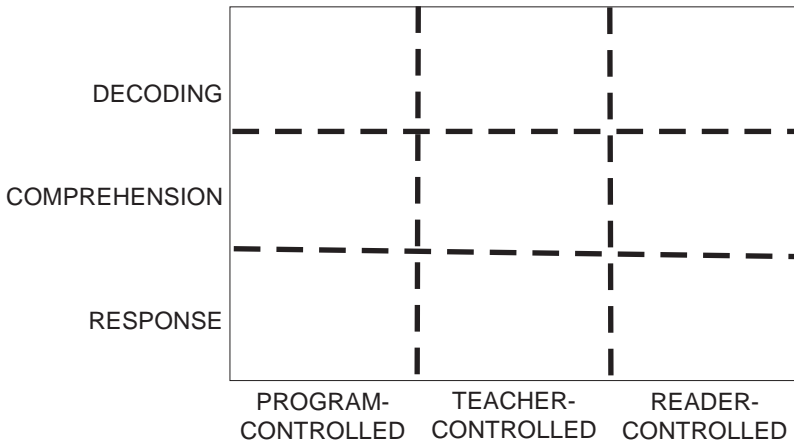 DECODING
COMPREHENSION
RESPONSE
PROGRAM-
CONTROLLED
TEACHER-
CONTROLLED
READER-
CONTROLLED